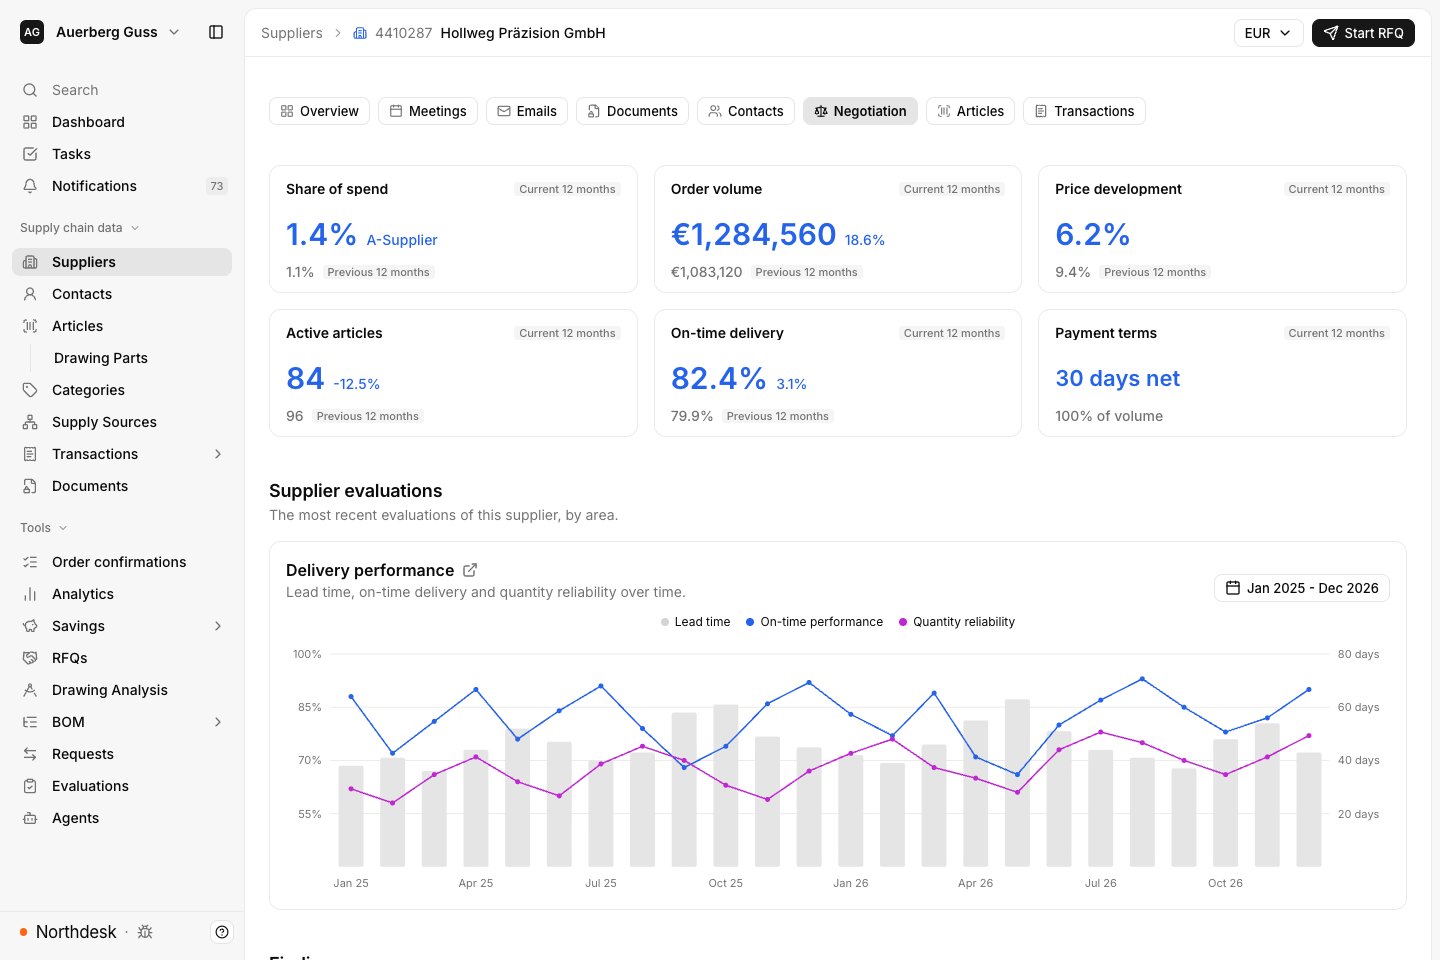 AG Auerberg Guss
Search
Dashboard
Tasks
Notifications 73
Supply chain data
Suppliers
Contacts
Articles
Drawing Parts
Categories
Supply Sources
Transactions
Documents
Tools
Order confirmations
Analytics
Savings
RFQs
Drawing Analysis
BOM
Requests
Evaluations
Agents
Northdesk ·
Suppliers 4410287 Hollweg Präzision GmbH
EUR Start RFQ
Overview Meetings Emails Documents Contacts Negotiation Articles Transactions
Share of spend Current 12 months
1.4% A-Supplier
1.1% Previous 12 months
Order volume Current 12 months
€1,284,560 18.6%
€1,083,120 Previous 12 months
Price development Current 12 months
6.2%
9.4% Previous 12 months
Active articles Current 12 months
84 -12.5%
96 Previous 12 months
On-time delivery Current 12 months
82.4% 3.1%
79.9% Previous 12 months
Payment terms Current 12 months
30 days net
100% of volume
Supplier evaluations
The most recent evaluations of this supplier, by area.
Delivery performance
Lead time, on-time delivery and quantity reliability over time.
Jan 2025 - Dec 2026
Lead time On-time performance Quantity reliability
100% 80 days
85% 60 days
70% 40 days
55% 20 days
Jan 25 Apr 25 Jul 25 Oct 25 Jan 26 Apr 26 Jul 26 Oct 26